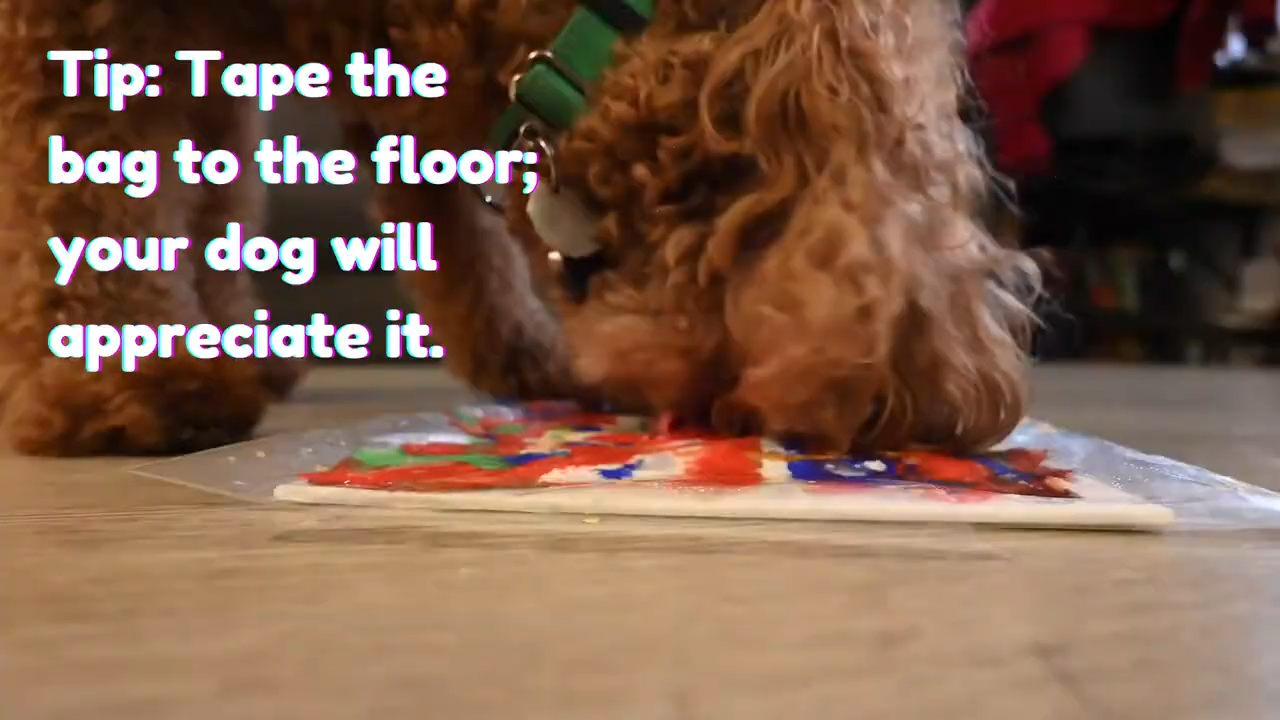 Tip: Tape the
bag to the floor;
your dog will
appreciate it.